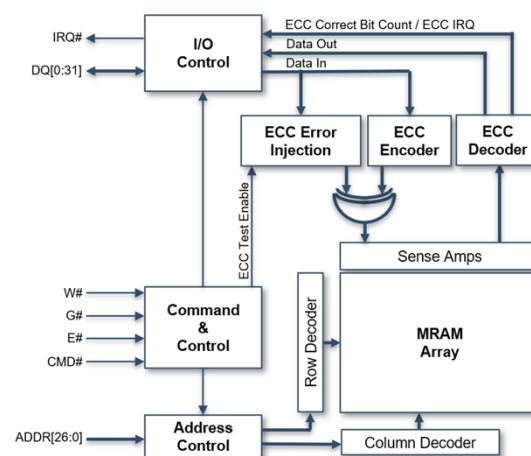 ECC Correct Bit Count / ECC IRQ
IRQ#
I/O
Control
Data Out
DQ[0:31]
Data In
ECC Error
Injection
ECC
Encoder
ECC
Decoder
ECC Test Enable
Sense Amps
W#
G#
E#
CMD#
Command
&
Control
Row Decoder
MRAM
Array
ADDR[26:0]
Address
Control
Column Decoder